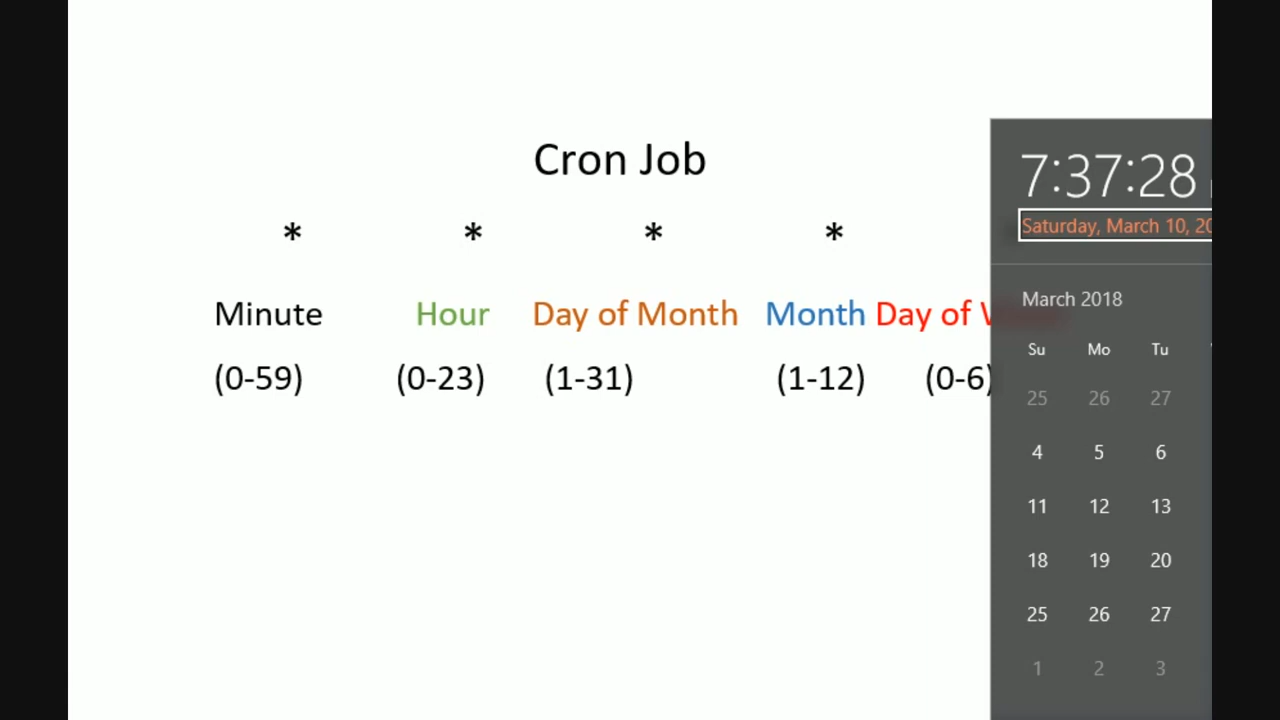 Cron Job
* * * *
Minute Hour Day of Month Month Day of
(0-59) (0-23) (1-31) (1-12) (0-6)
7:37:28
Saturday, March 10, 20
March 2018
Su Mo Tu
25 26 27
4 5 6
11 12 13
18 19 20
25 26 27
1 2 3